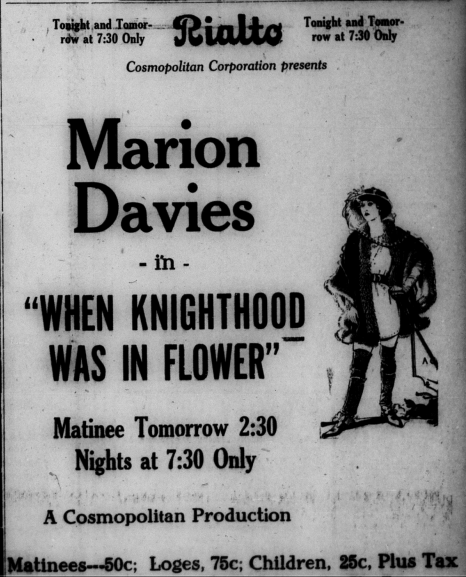 Tonight and Tomor-
row at 7:30 Only
Rialto
Tonight and Tomor-
row at 7:30 Only
Cosmopolitan Corporation presents
Marion
Davies
- in -
"WHEN KNIGHTHOOD
WAS IN FLOWER"
Matinee Tomorrow 2:30
Nights at 7:30 Only
A Cosmopolitan Production
Matinees---50c; Loges, 75c; Children, 25c, Plus Tax